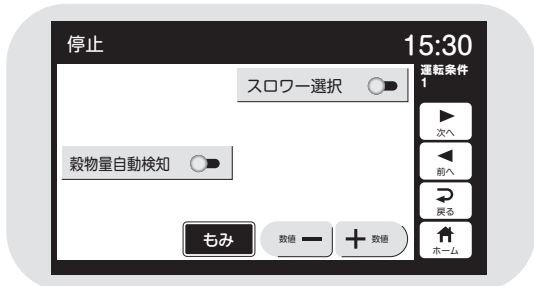 停止
15:30
運転条件
1
スロワー選択
次へ
穀物量自動検知
前へ
戻る
もみ
数値 ー
＋ 数値
ホーム